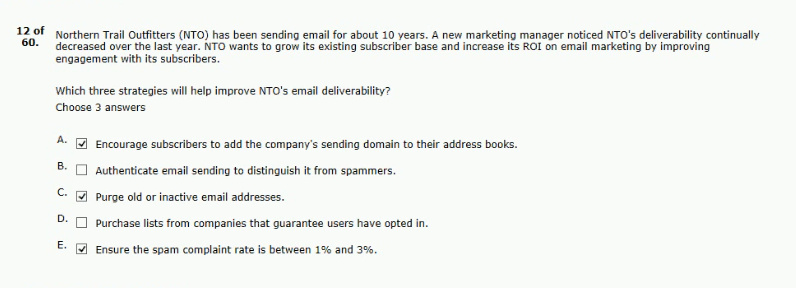 12 of 60.
Northern Trail Outfitters (NTO) has been sending email for about 10 years. A new marketing manager noticed NTO's deliverability continually
decreased over the last year. NTO wants to grow its existing subscriber base and increase its ROI on email marketing by improving
engagement with its subscribers.
Which three strategies will help improve NTO's email deliverability?
Choose 3 answers
A. Encourage subscribers to add the company's sending domain to their address books.
B. Authenticate email sending to distinguish it from spammers.
C. Purge old or inactive email addresses.
D. Purchase lists from companies that guarantee users have opted in.
E. Ensure the spam complaint rate is between 1% and 3%.